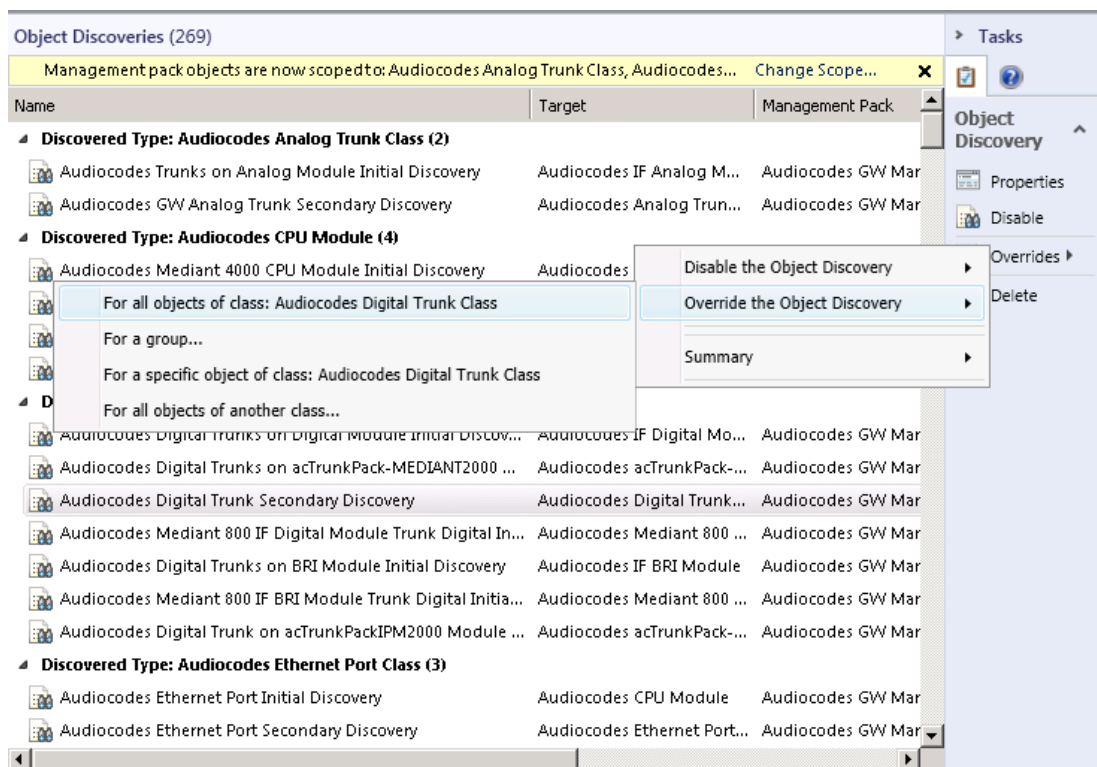 Object Discoveries (269)
Management pack objects are now scoped to: Audiocodes Analog Trunk Class, Audiocodes... Change Scope...
Name Target Management Pack
Discovered Type: Audiocodes Analog Trunk Class (2)
Audiocodes Trunks on Analog Module Initial Discovery Audiocodes IF Analog M... Audiocodes GW Mar
Audiocodes GW Analog Trunk Secondary Discovery Audiocodes Analog Trun... Audiocodes GW Mar
Discovered Type: Audiocodes CPU Module (4)
Audiocodes Mediant 4000 CPU Module Initial Discovery Audiocodes
Disable the Object Discovery
Override the Object Discovery
Summary
For all objects of class: Audiocodes Digital Trunk Class
For a group...
For a specific object of class: Audiocodes Digital Trunk Class
For all objects of another class...
D
Audiocodes Digital Trunks on Digital Module Initial Discov... Audiocodes IF Digital Mo... Audiocodes GW Mar
Audiocodes Digital Trunks on acTrunkPack-MEDIANT2000 ... Audiocodes acTrunkPack-... Audiocodes GW Mar
Audiocodes Digital Trunk Secondary Discovery Audiocodes Digital Trunk... Audiocodes GW Mar
Audiocodes Mediant 800 IF Digital Module Trunk Digital In... Audiocodes Mediant 800 ... Audiocodes GW Mar
Audiocodes Digital Trunks on BRI Module Initial Discovery Audiocodes IF BRI Module Audiocodes GW Mar
Audiocodes Mediant 800 IF BRI Module Trunk Digital Initia... Audiocodes Mediant 800 ... Audiocodes GW Mar
Audiocodes Digital Trunk on acTrunkPackIPM2000 Module ... Audiocodes acTrunkPack-... Audiocodes GW Mar
Discovered Type: Audiocodes Ethernet Port Class (3)
Audiocodes Ethernet Port Initial Discovery Audiocodes CPU Module Audiocodes GW Mar
Audiocodes Ethernet Port Secondary Discovery Audiocodes Ethernet Port... Audiocodes GW Mar
Tasks
Object
Discovery
Properties
Disable
Overrides
Delete